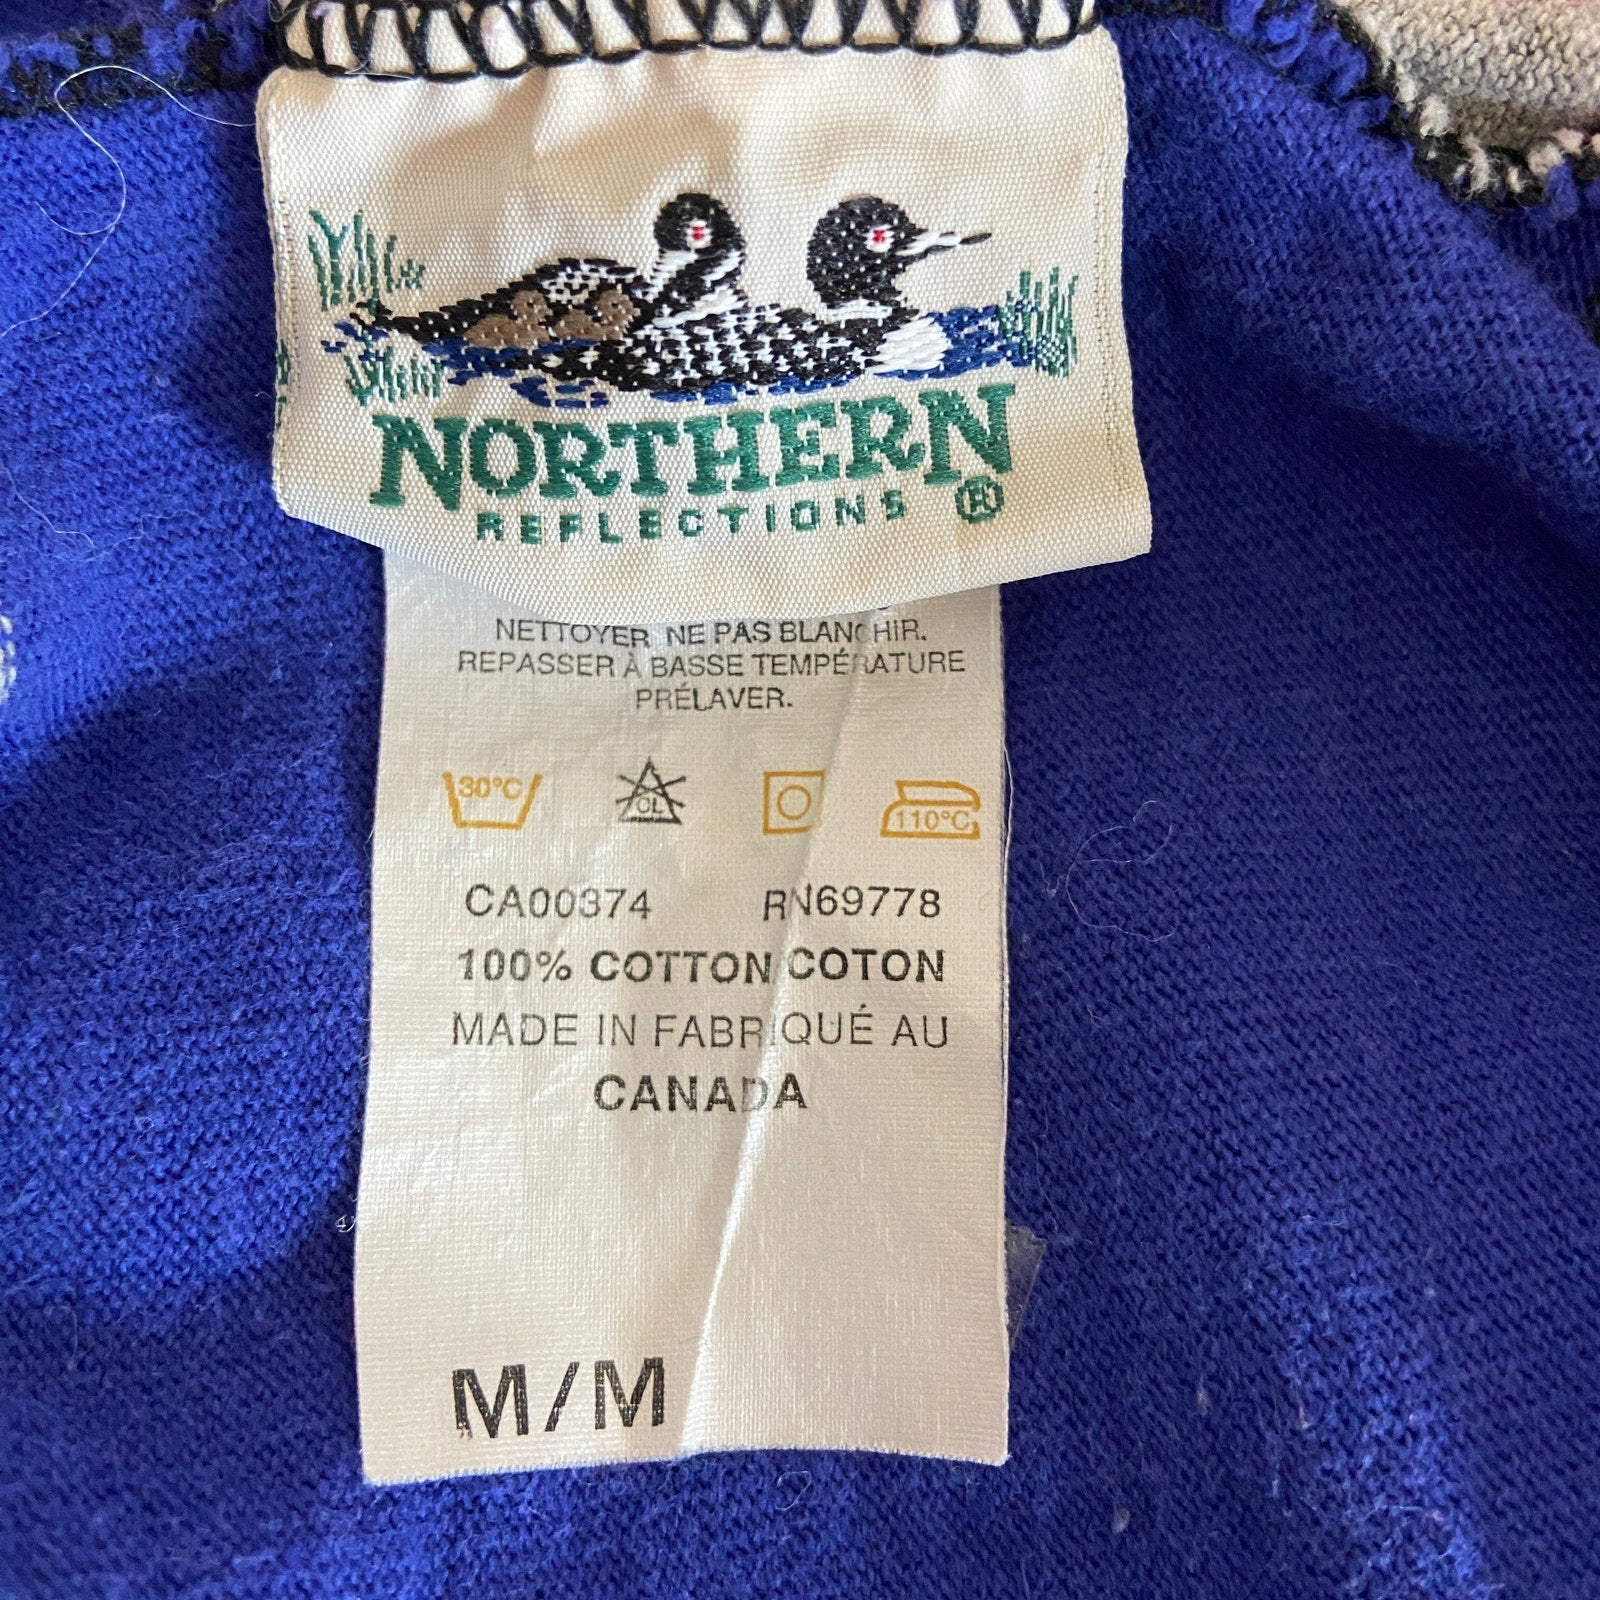 NORTHERN
REFLECTIONS ®
NETTOYER NE PAS BLANCHIR.
REPASSER À BASSE TEMPÉRATURE
PRÉLAVER.
30°C CL 110°C
CA00374 RN69778
100% COTTON/COTON
MADE IN FABRIQUÉ AU
CANADA
M/M